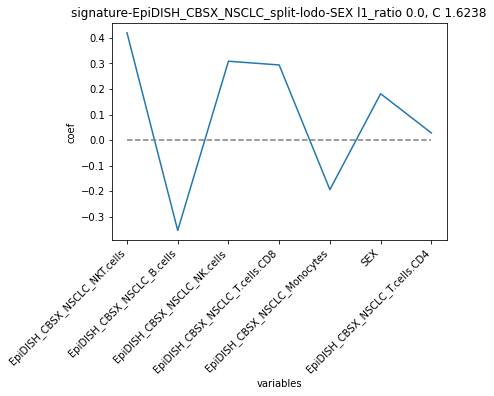 signature-EpiDISH_CBSX_NSCLC_split-lodo-SEX l1_ratio 0.0, C 1.6238
0.4
0.3
0.2
0.1
0.0
−0.1
−0.2
−0.3
coef
EpiDISH_CBSX_NSCLC_NKT.cells
EpiDISH_CBSX_NSCLC_B.cells
EpiDISH_CBSX_NSCLC_NK.cells
EpiDISH_CBSX_NSCLC_T.cells.CD8
EpiDISH_CBSX_NSCLC_Monocytes
SEX
EpiDISH_CBSX_NSCLC_T.cells.CD4
variables